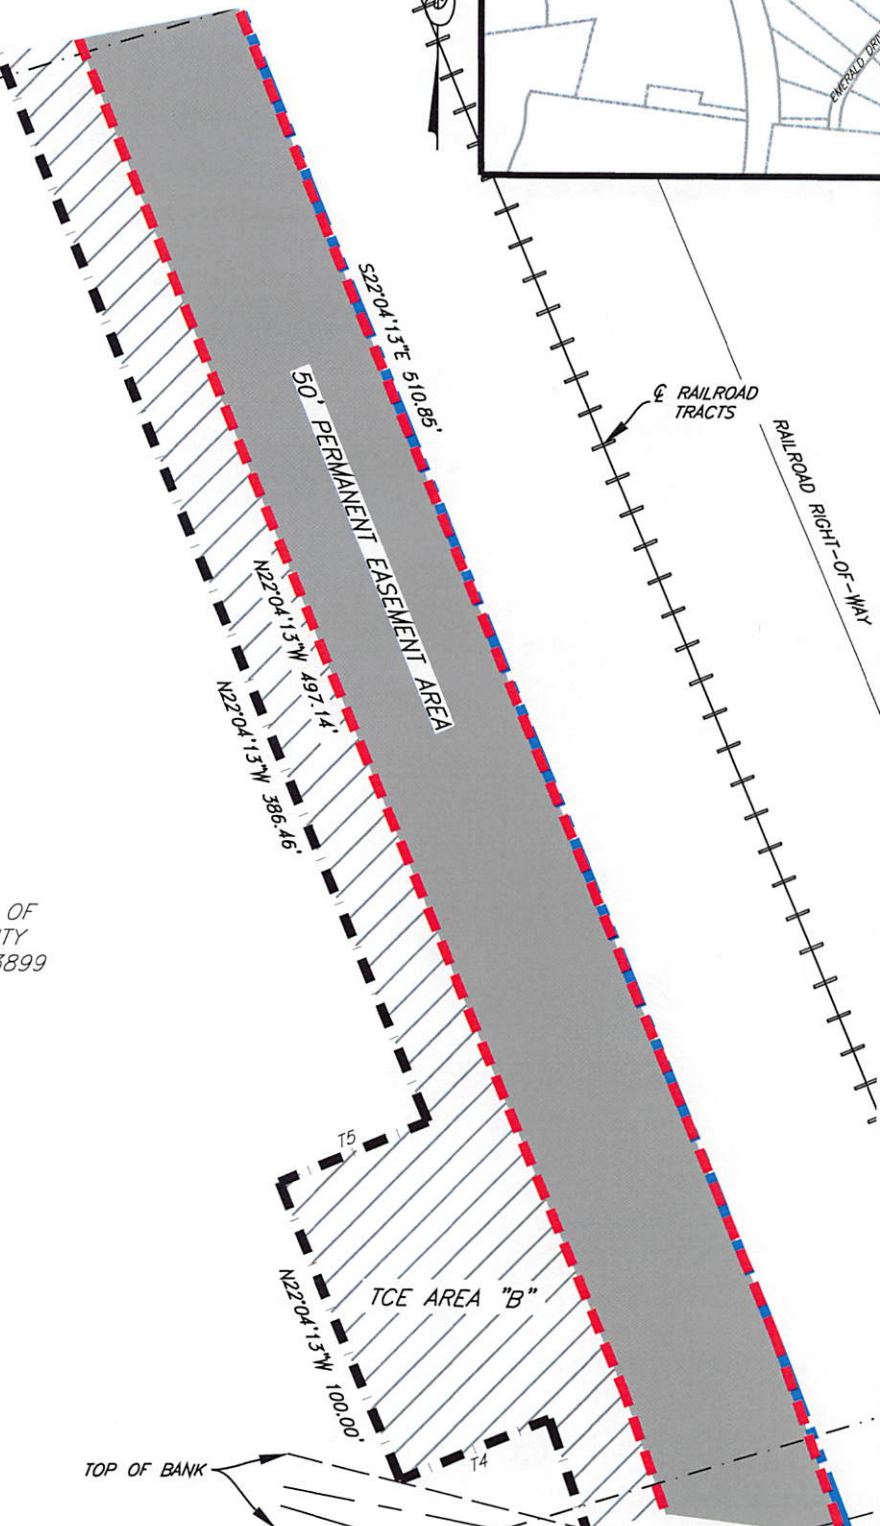 EMERALD
S22°04'13"E 510.85'
℄ RAILROAD
TRACTS
RAILROAD RIGHT-OF-WAY
50' PERMANENT EASEMENT AREA
N22°04'13"W 497.14'
N22°04'13"W 386.46'
OF
3899
T5
TCE AREA "B"
N22°04'13"W 100.00'
TOP OF BANK
T4